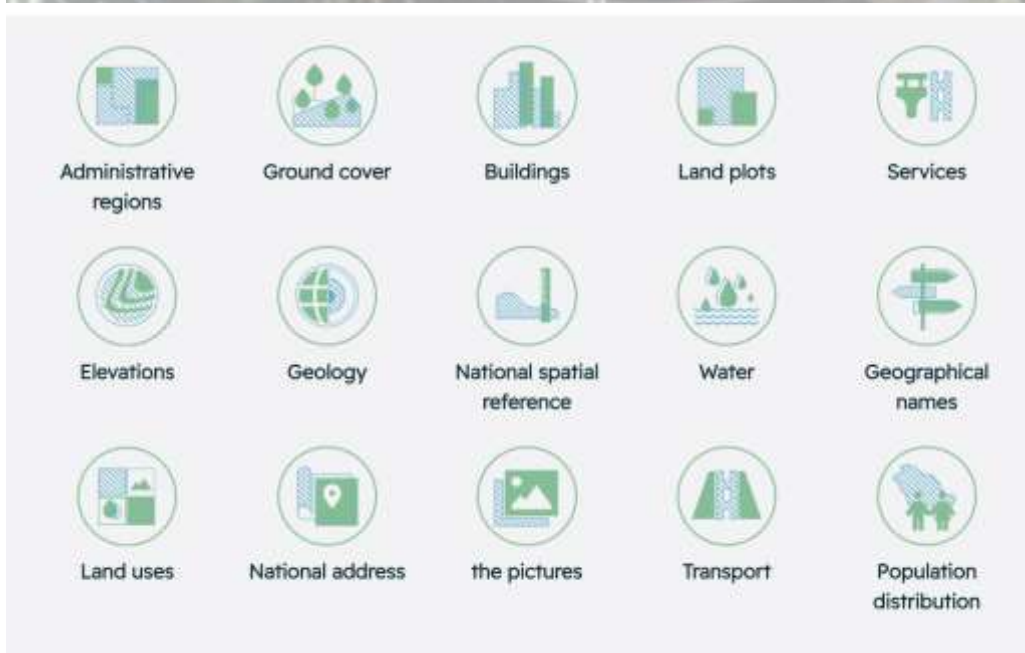 Administrative
regions
Ground cover
Buildings
Land plots
Services
Elevations
Geology
National spatial
reference
Water
Geographical
names
Land uses
National address
the pictures
Transport
Population
distribution